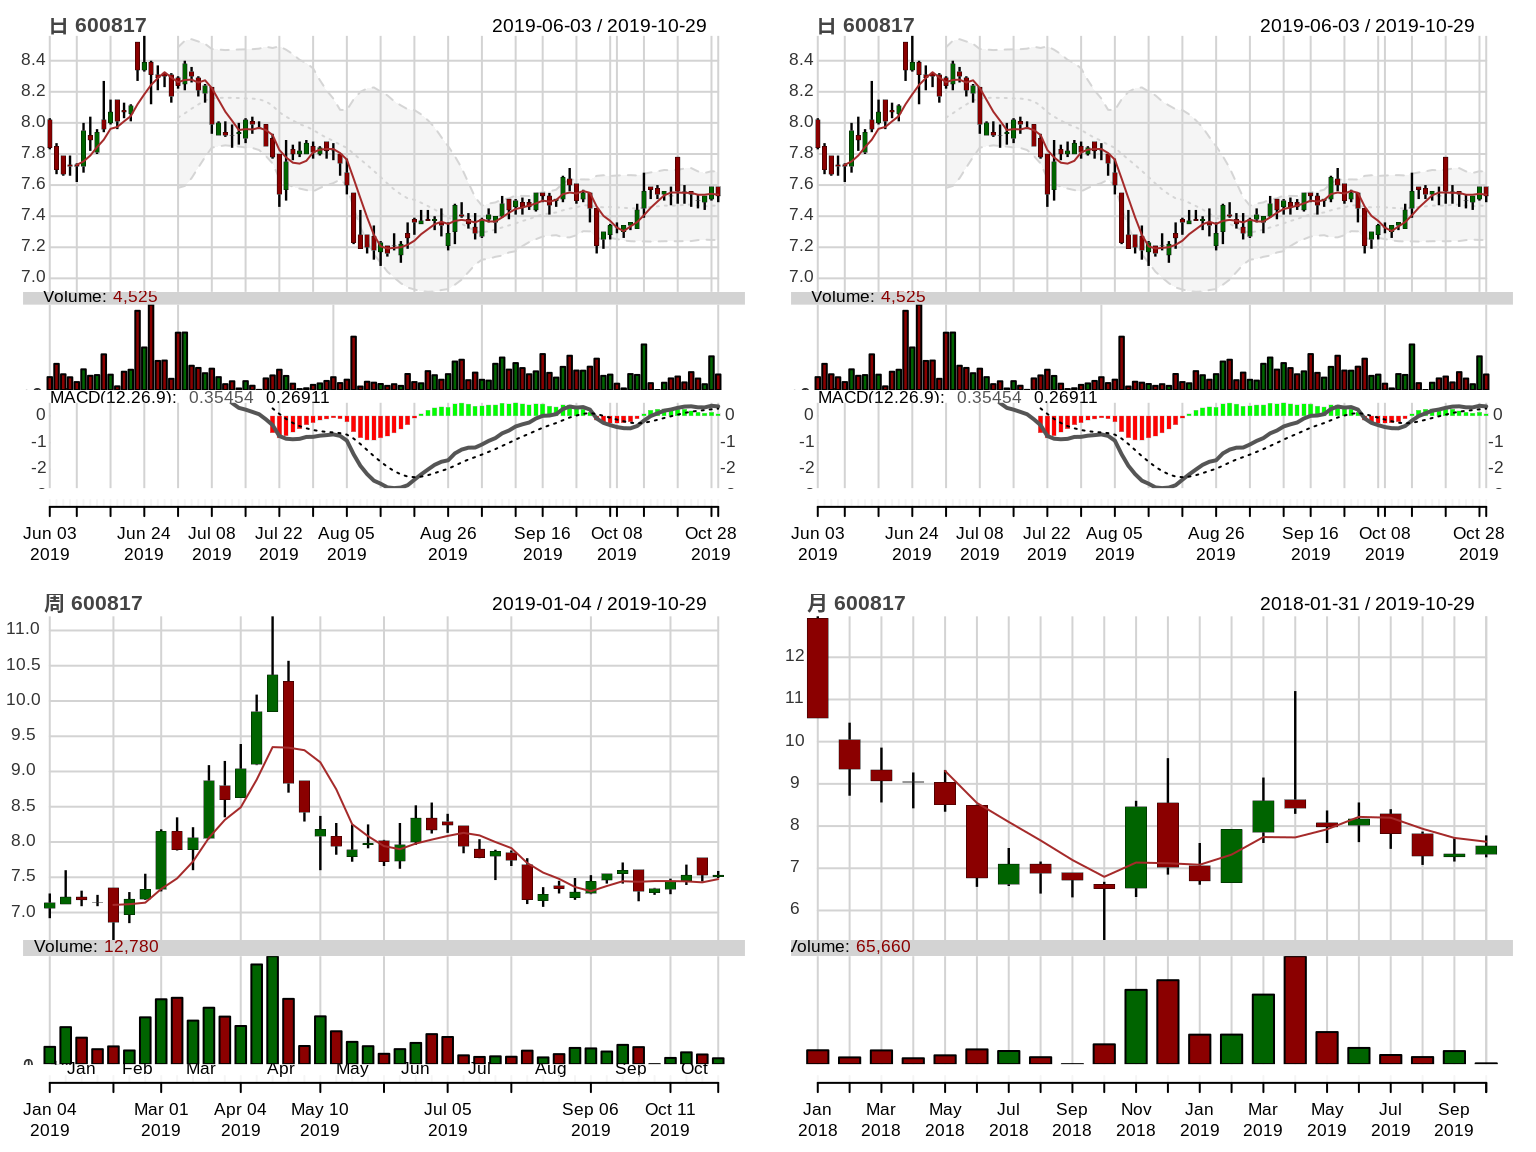 日 600817
2019-06-03 / 2019-10-29
8.4
8.2
8.0
7.8
7.6
7.4
7.2
7.0
Volume: 4,525
MACD(12.26.9): 0.35454 0.26911
0
-1
-2
0
-1
-2
Jun 03 2019
Jun 24 2019
Jul 08 2019
Jul 22 2019
Aug 05 2019
Aug 26 2019
Sep 16 2019
Oct 08 2019
Oct 28 2019
日 600817
2019-06-03 / 2019-10-29
8.4
8.2
8.0
7.8
7.6
7.4
7.2
7.0
Volume: 4,525
MACD(12.26.9): 0.35454 0.26911
0
-1
-2
0
-1
-2
Jun 03 2019
Jun 24 2019
Jul 08 2019
Jul 22 2019
Aug 05 2019
Aug 26 2019
Sep 16 2019
Oct 08 2019
Oct 28 2019
周 600817
2019-01-04 / 2019-10-29
11.0
10.5
10.0
9.5
9.0
8.5
8.0
7.5
7.0
Volume: 12,780
Jan Feb Mar Apr May Jun Jul Aug Sep Oct
Jan 04 2019
Mar 01 2019
Apr 04 2019
May 10 2019
Jul 05 2019
Sep 06 2019
Oct 11 2019
月 600817
2018-01-31 / 2019-10-29
12
11
10
9
8
7
6
Volume: 65,660
Jan 2018
Mar 2018
May 2018
Jul 2018
Sep 2018
Nov 2018
Jan 2019
Mar 2019
May 2019
Jul 2019
Sep 2019